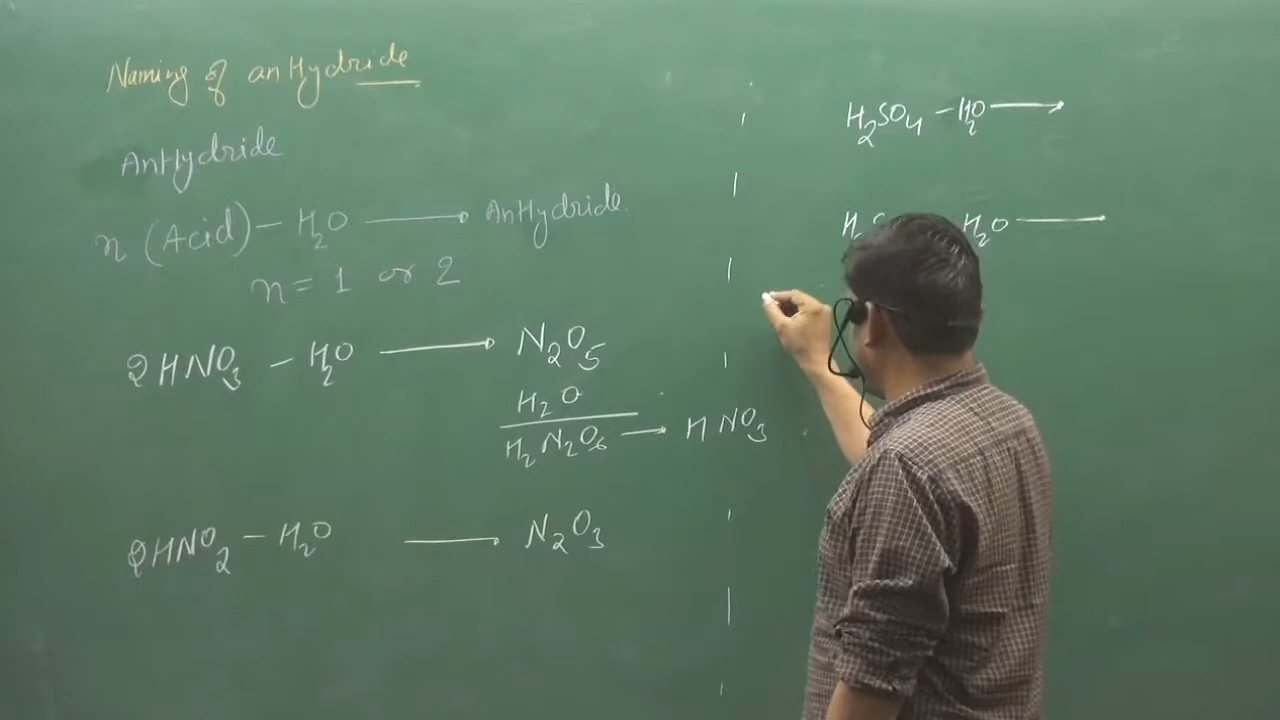 Naming of anHydride
AnHydride
n (Acid) – H₂O ⟶ AnHydride.
n = 1 or 2
2HNO₃ – H₂O ⟶ N₂O₅
H₂O
H₂N₂O₆ ⟶ HNO₃
2HNO₂ – H₂O ⟶ N₂O₃
H₂SO₄ – H₂O ⟶
H₂O ⟶